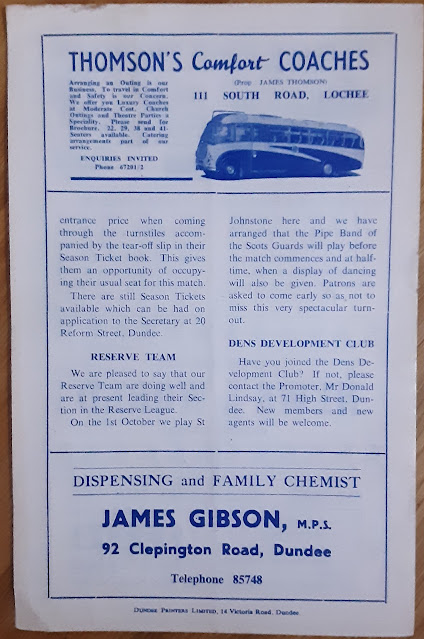 THOMSON'S Comfort COACHES
(Prop JAMES THOMSON)
111 SOUTH ROAD, LOCHEE
Arranging an Outing is our
Business. To travel in Comfort
and Safety is our Concern.
We offer you Luxury Coaches
at Moderate Cost. Church
Outings and Theatre Parties a
Speciality. Please send for
Brochure. 22, 29, 38 and 41-
Seaters available. Catering
arrangements part of our
service.
ENQUIRIES INVITED
Phone 67201/2
entrance price when coming
through the turnstiles accom-
panied by the tear-off slip in their
Season Ticket book. This gives
them an opportunity of occupy-
ing their usual seat for this match.
There are still Season Tickets
available which can be had on
application to the Secretary at 20
Reform Street, Dundee.
RESERVE TEAM
We are pleased to say that our
Reserve Team are doing well and
are at present leading their Sec-
tion in the Reserve League.
On the 1st October we play St
Johnstone here and we have
arranged that the Pipe Band of
the Scots Guards will play before
the match commences and at half-
time, when a display of dancing
will also be given. Patrons are
asked to come early so as not to
miss this very spectacular turn-
out.
DENS DEVELOPMENT CLUB
Have you joined the Dens De-
velopment Club? If not, please
contact the Promoter, Mr Donald
Lindsay, at 71 High Street, Dun-
dee. New members and new
agents will be welcome.
DISPENSING and FAMILY CHEMIST
JAMES GIBSON, M.P.S.
92 Clepington Road, Dundee
Telephone 85748
DUNDEE PRINTERS LIMITED, 14 Victoria Road, Dundee